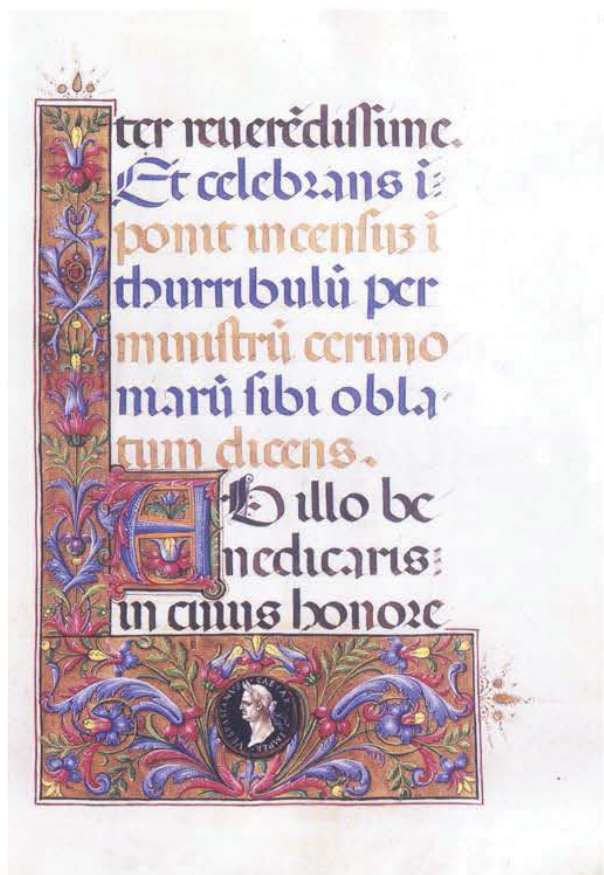 ter reuerēdissime.
Et celebrans ī
ponit incensuꝫ ī
thurribulū per
ministrū cerimo
niarū sibi obla
tum dicens.
AB illo be
nedicaris
in cuius honore